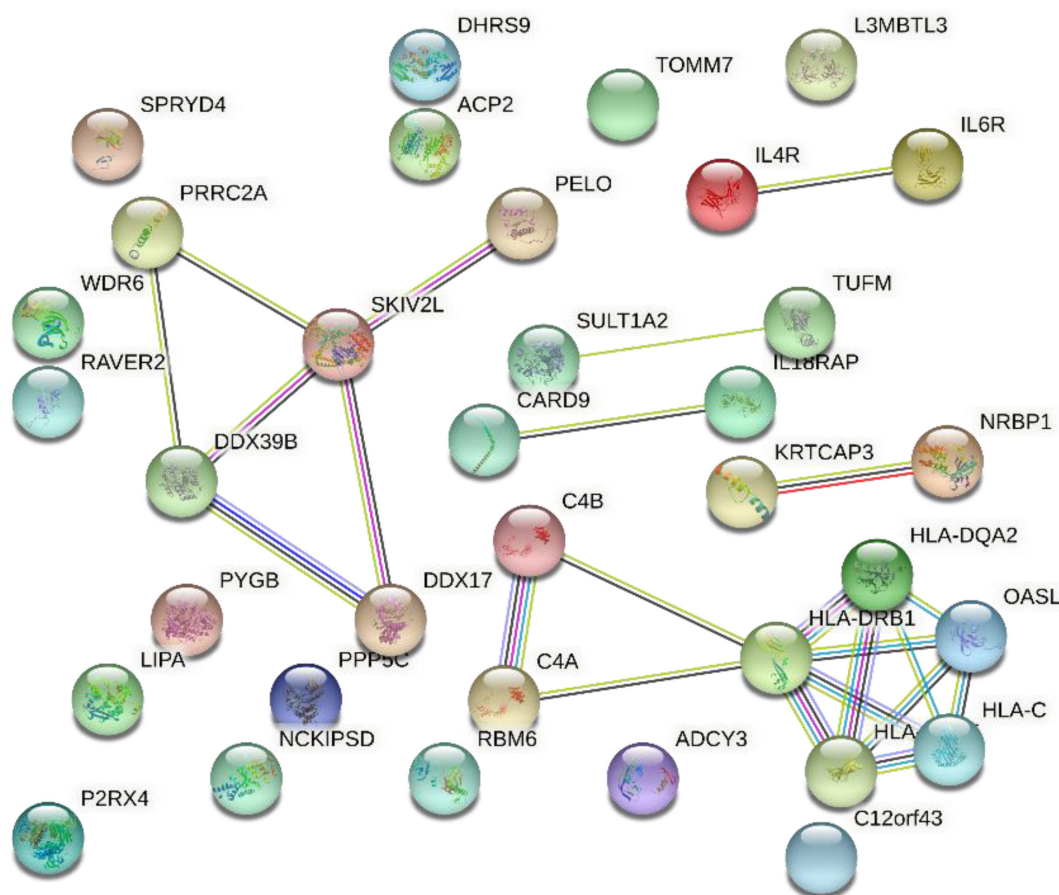 DHRS9
L3MBTL3
TOMM7
SPRYD4
ACP2
IL6R
IL4R
PRRC2A
PELO
WDR6
TUFM
SKIV2L
SULT1A2
RAVER2
IL18RAP
CARD9
NRBP1
DDX39B
KRTCAP3
C4B
HLA-DQA2
PYGB
DDX17
OASL
HLA-DRB1
LIPA
PPP5C
C4A
HLA-C
HLA-
NCKIPSD
RBM6
ADCY3
P2RX4
C12orf43